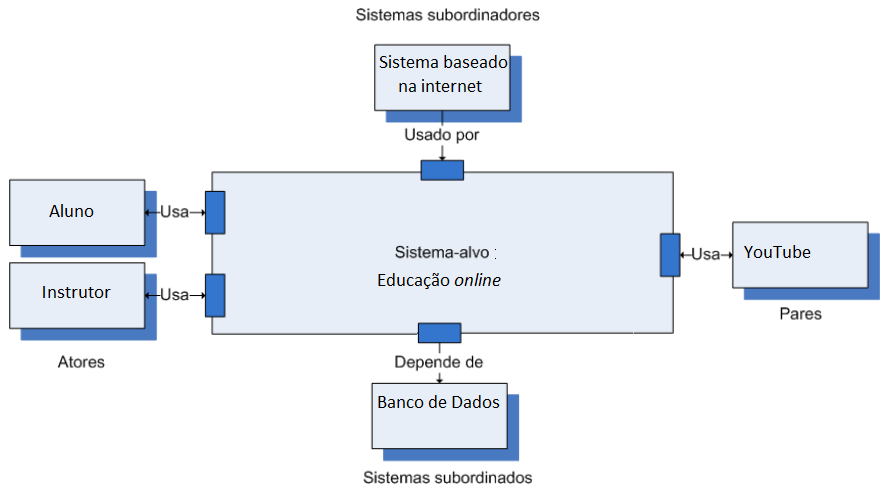 Sistemas subordinadores
Sistema baseado
na internet
Usado por
Aluno
Usa
Instrutor
Usa
Atores
Sistema-alvo :
Educação online
Usa
YouTube
Pares
Depende de
Banco de Dados
Sistemas subordinados